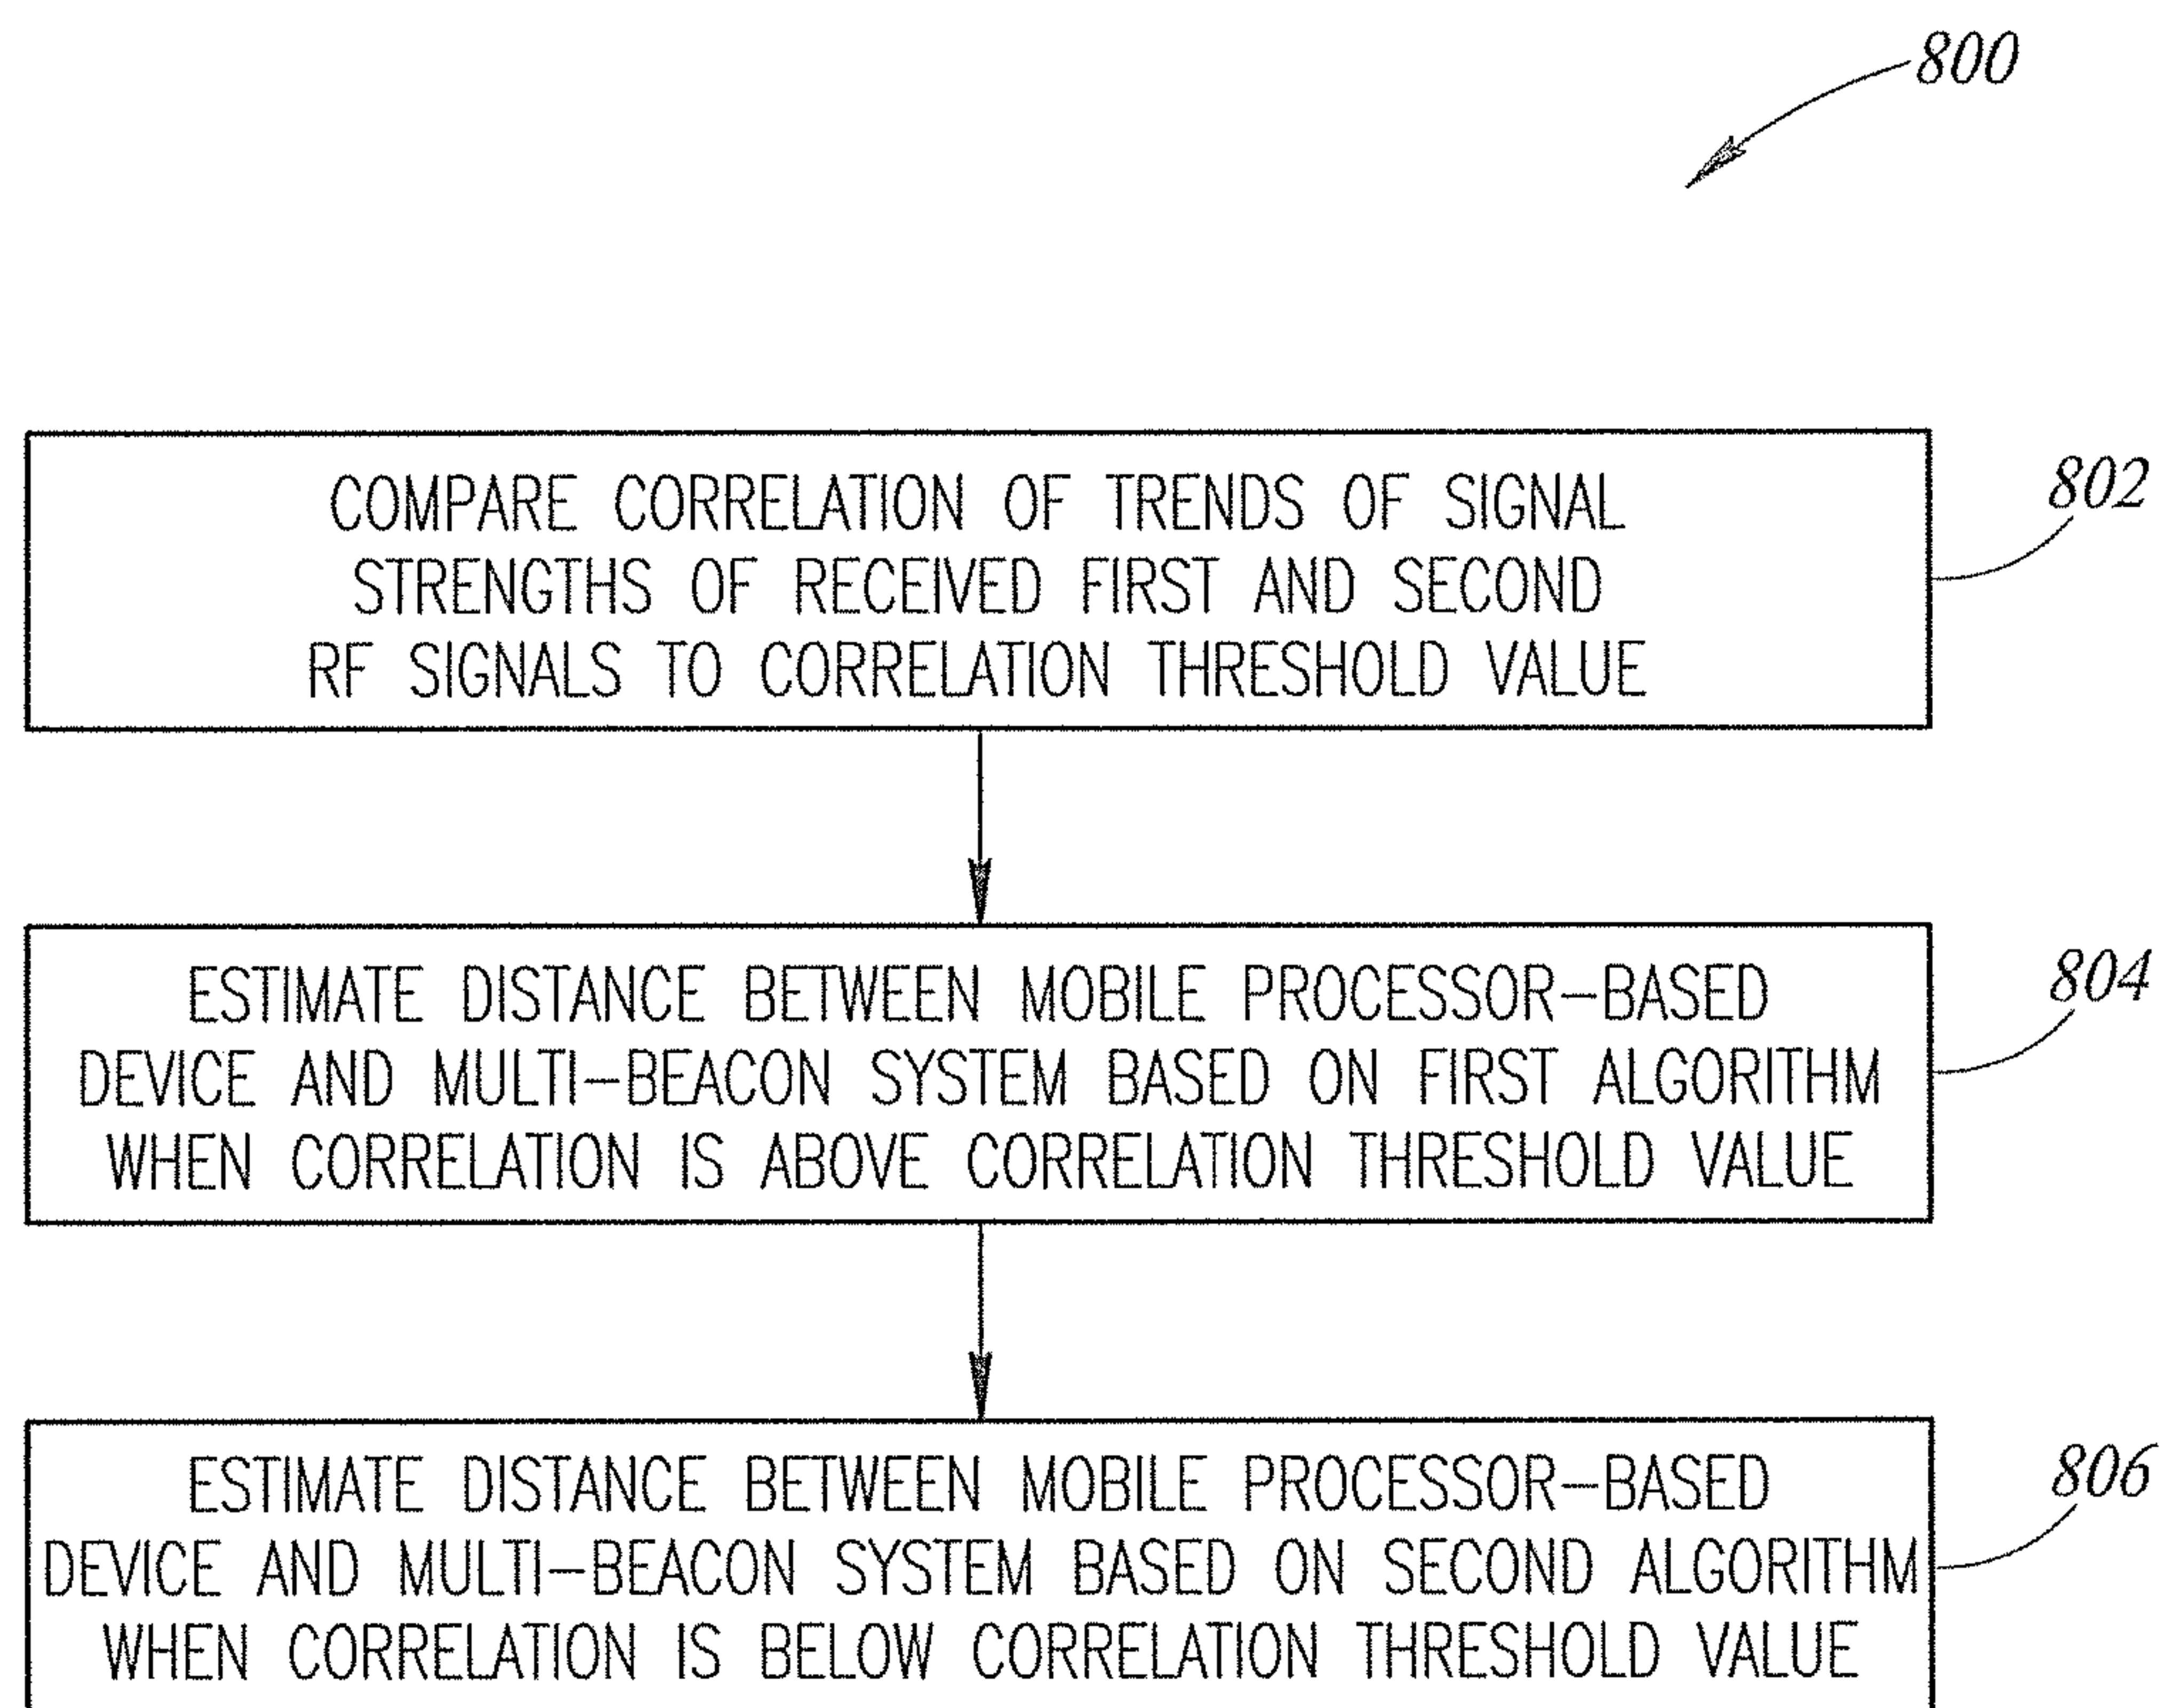 800
COMPARE CORRELATION OF TRENDS OF SIGNAL
STRENGTHS OF RECEIVED FIRST AND SECOND
RF SIGNALS TO CORRELATION THRESHOLD VALUE
802
ESTIMATE DISTANCE BETWEEN MOBILE PROCESSOR-BASED
DEVICE AND MULTI-BEACON SYSTEM BASED ON FIRST ALGORITHM
WHEN CORRELATION IS ABOVE CORRELATION THRESHOLD VALUE
804
ESTIMATE DISTANCE BETWEEN MOBILE PROCESSOR-BASED
DEVICE AND MULTI-BEACON SYSTEM BASED ON SECOND ALGORITHM
WHEN CORRELATION IS BELOW CORRELATION THRESHOLD VALUE
806